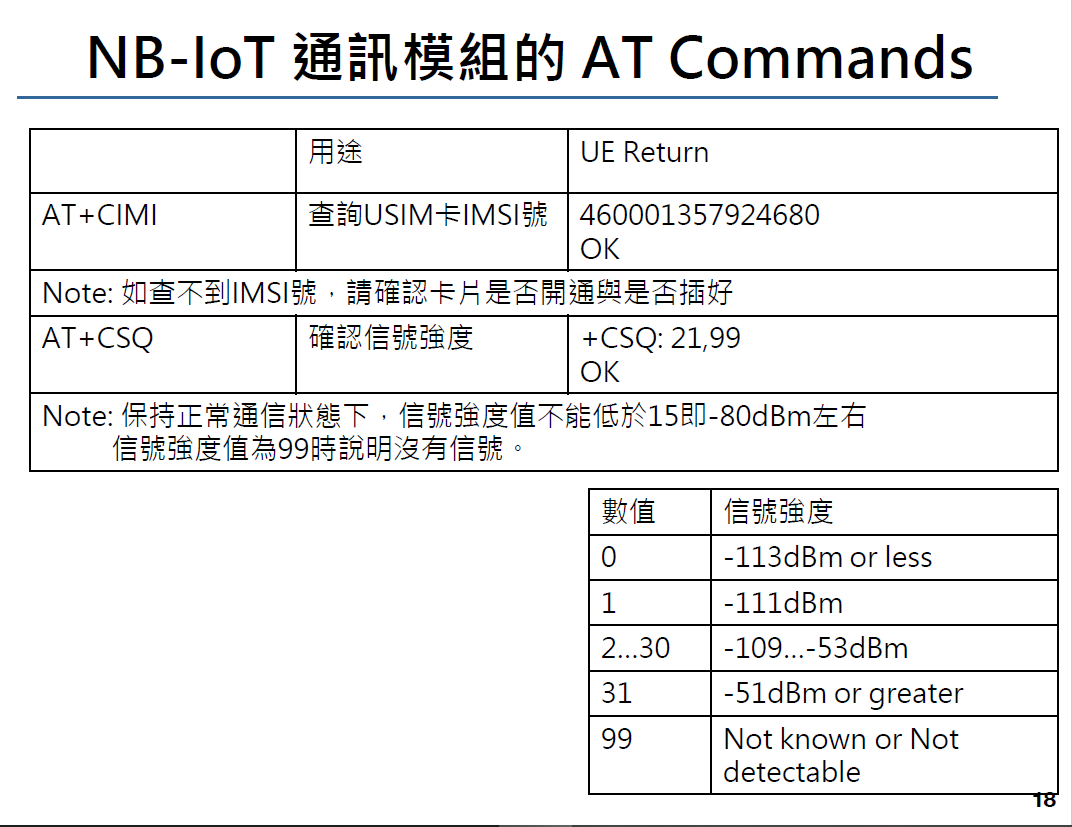 NB-IoT 通訊模組的 AT Commands
用途 UE Return
AT+CIMI 查詢USIM卡IMSI號 460001357924680
OK
Note: 如查不到IMSI號，請確認卡片是否開通與是否插好
AT+CSQ 確認信號強度 +CSQ: 21,99
OK
Note: 保持正常通信狀態下，信號強度值不能低於15即-80dBm左右
信號強度值為99時說明沒有信號。
數值 信號強度
0 -113dBm or less
1 -111dBm
2...30 -109...-53dBm
31 -51dBm or greater
99 Not known or Not
detectable
18